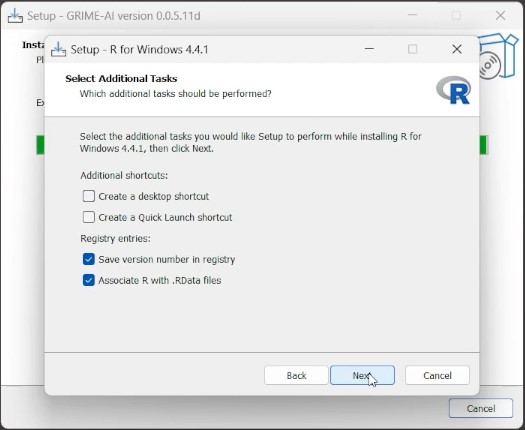 Setup - GRIME-AI version 0.0.5.11d
Setup - R for Windows 4.4.1
Select Additional Tasks
Which additional tasks should be performed?
R
Select the additional tasks you would like Setup to perform while installing R for
Windows 4.4.1, then click Next.
Additional shortcuts:
Create a desktop shortcut
Create a Quick Launch shortcut
Registry entries:
Save version number in registry
Associate R with .RData files
Back
Next
Cancel
Cancel